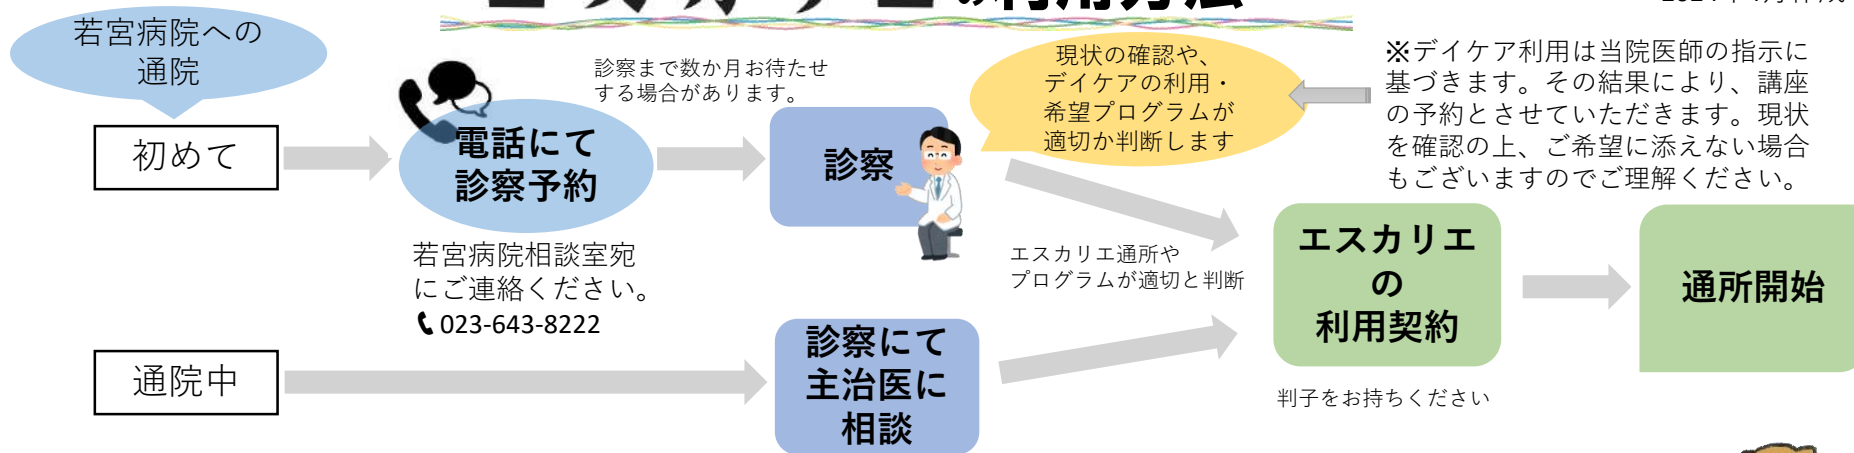 の利用方法
若宮病院への
通院
初めて
電話にて
診察予約
若宮病院相談室宛
にご連絡ください。
023-643-8222
診察まで数か月お待たせ
する場合があります。
診察
現状の確認や、
デイケアの利用・
希望プログラムが
適切か判断します
※デイケア利用は当院医師の指示に
基づきます。その結果により、講座
の予約とさせていただきます。現状
を確認の上、ご希望に添えない場合
もございますのでご理解ください。
エスカリエ通所や
プログラムが適切と判断
通院中
診察にて
主治医に
相談
エスカリエ
の
利用契約
判子をお持ちください
通所開始